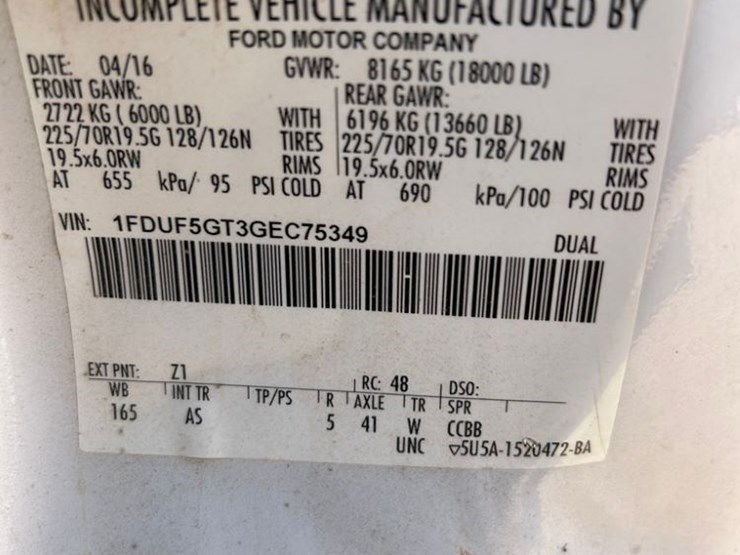 INCOMPLETE VEHICLE MANUFACTURED BY
FORD MOTOR COMPANY
DATE: 04/16 GVWR: 8165 KG (18000 LB)
FRONT GAWR: REAR GAWR:
2722 KG ( 6000 LB) WITH 6196 KG (13660 LB) WITH
225/70R19.5G 128/126N TIRES 225/70R19.5G 128/126N TIRES
19.5x6.0RW RIMS 19.5x6.0RW RIMS
AT 655 kPa/ 95 PSI COLD AT 690 kPa/100 PSI COLD
VIN: 1FDUF5GT3GEC75349 DUAL
EXT PNT: Z1 RC: 48 DSO:
WB INT TR TP/PS R AXLE TR SPR
165 AS 5 41 W CCBB
UNC ▽5U5A-1520472-BA